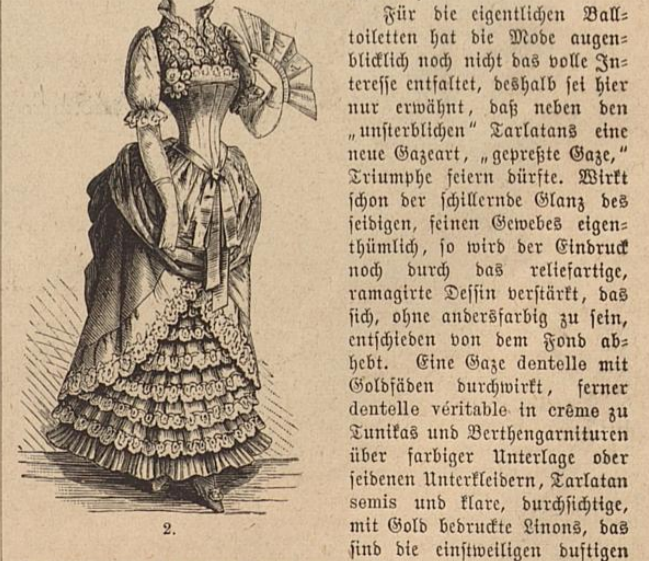 Für die eigentlichen Ball=
toiletten hat die Mode augen=
blicklich noch nicht das volle In=
teresse entfaltet, deshalb sei hier
nur erwähnt, daß neben den
„unsterblichen“ Tarlatans eine
neue Gazeart, „gepreßte Gaze,“
Triumphe feiern dürfte. Wirkt
schon der schillernde Glanz des
seidigen, feinen Gewebes eigen=
thümlich, so wird der Eindruck
noch durch das reliefartige,
ramagirte Dessin verstärkt, das
sich, ohne andersfarbig zu sein,
entschieden von dem Fond ab=
hebt. Eine Gaze dentelle mit
Goldfäden durchwirkt, ferner
dentelle véritable in crême zu
Tunikas und Berthengarnituren
über farbiger Unterlage oder
seidenen Unterkleidern, Tarlatan
semis und klare, durchsichtige,
mit Gold bedruckte Linons, das
sind die einstweiligen duftigen
2.